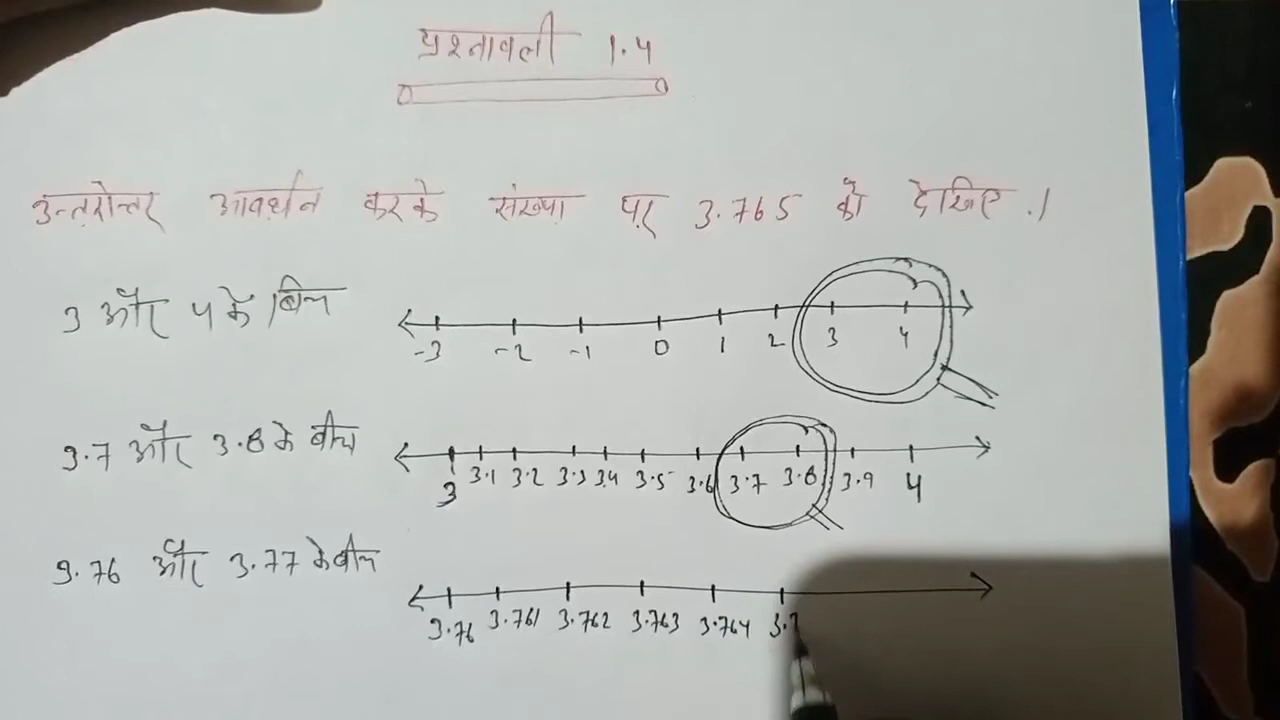 प्रश्नावली 1.4
उत्तरोत्तर आवर्धन करके संख्या पर 3.765 को देखिए ।
3 और 4 के बिच
-3 -2 -1 0 1 2 3 4
3.7 और 3.8 के बीच
3 3.1 3.2 3.3 3.4 3.5 3.6 3.7 3.8 3.9 4
3.76 और 3.77 के बीच
3.76 3.761 3.762 3.763 3.764 3.7